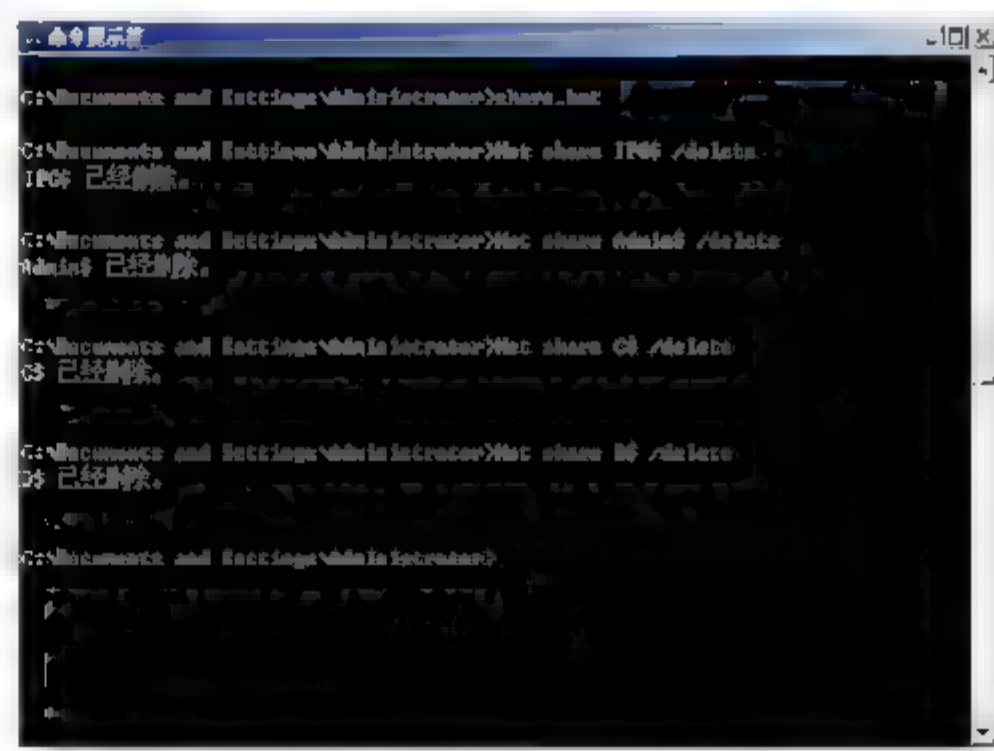 命令提示符
C:\Documents and Settings\Administrator>share.bat
C:\Documents and Settings\Administrator>Net share IPC$ /delete
IPC$ 已经删除。
C:\Documents and Settings\Administrator>Net share Admin$ /delete
Admin$ 已经删除。
C:\Documents and Settings\Administrator>Net share C$ /delete
C$ 已经删除。
C:\Documents and Settings\Administrator>Net share D$ /delete
D$ 已经删除。
C:\Documents and Settings\Administrator>